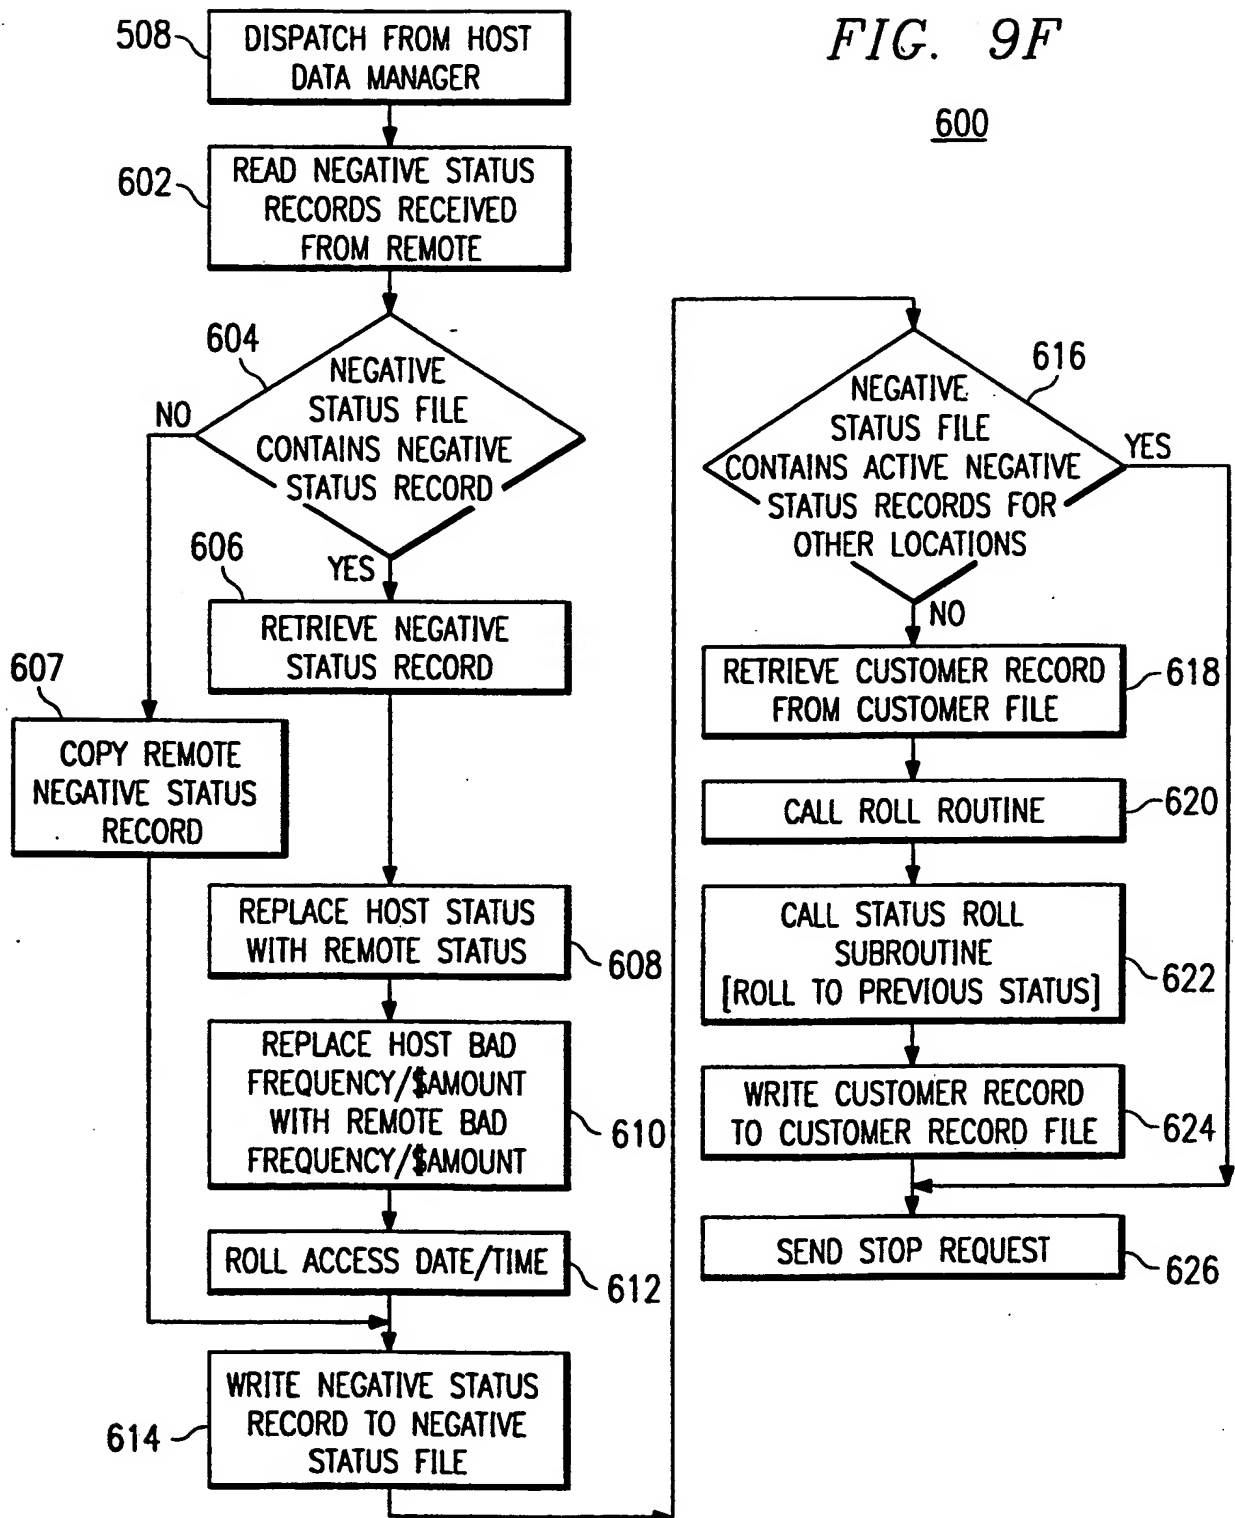 FIG. 9F
600
508
DISPATCH FROM HOST
DATA MANAGER
602
READ NEGATIVE STATUS
RECORDS RECEIVED
FROM REMOTE
604
NEGATIVE
STATUS FILE
CONTAINS NEGATIVE
STATUS RECORD
NO
YES
606
RETRIEVE NEGATIVE
STATUS RECORD
607
COPY REMOTE
NEGATIVE STATUS
RECORD
REPLACE HOST STATUS
WITH REMOTE STATUS
608
REPLACE HOST BAD
FREQUENCY/$AMOUNT
WITH REMOTE BAD
FREQUENCY/$AMOUNT
610
ROLL ACCESS DATE/TIME
612
WRITE NEGATIVE STATUS
RECORD TO NEGATIVE
STATUS FILE
614
616
NEGATIVE
STATUS FILE
CONTAINS ACTIVE NEGATIVE
STATUS RECORDS FOR
OTHER LOCATIONS
YES
NO
RETRIEVE CUSTOMER RECORD
FROM CUSTOMER FILE
618
CALL ROLL ROUTINE
620
CALL STATUS ROLL
SUBROUTINE
[ROLL TO PREVIOUS STATUS]
622
WRITE CUSTOMER RECORD
TO CUSTOMER RECORD FILE
624
SEND STOP REQUEST
626